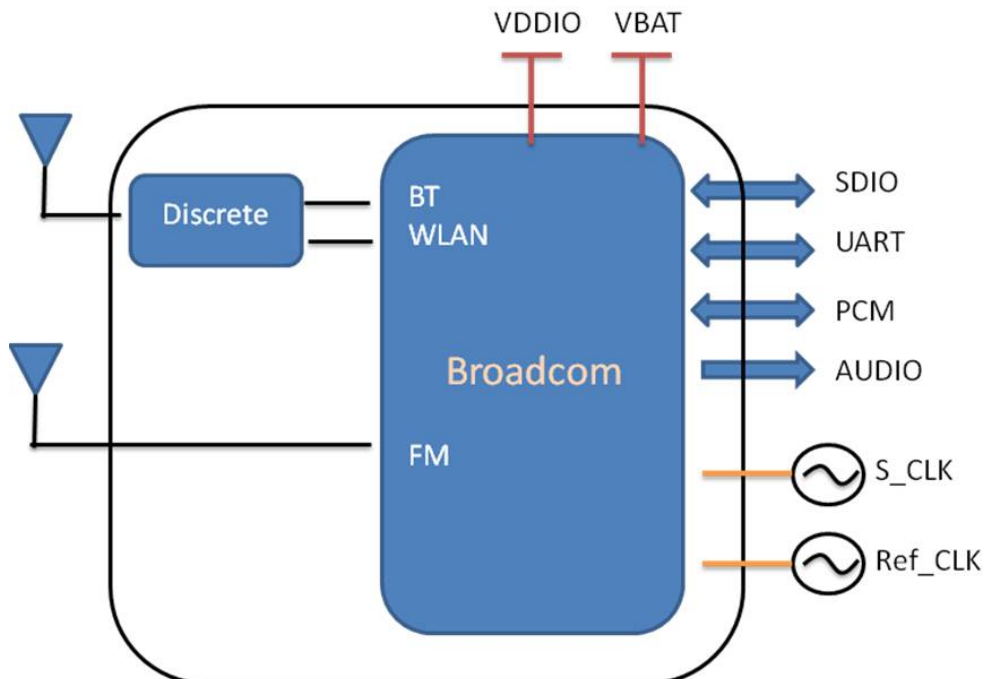 VDDIO VBAT
Discrete
BT
WLAN
Broadcom
FM
SDIO
UART
PCM
AUDIO
S_CLK
Ref_CLK